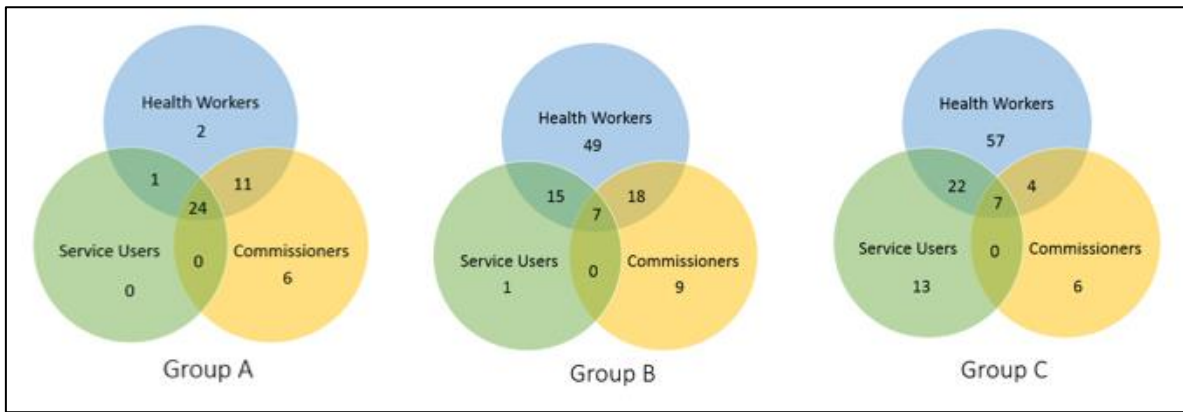 Health Workers
2
1
11
24
Service Users
0
Commissioners
0
6
Group A
Health Workers
49
15
18
7
Service Users
0
Commissioners
1
9
Group B
Health Workers
57
22
4
7
Service Users
0
Commissioners
13
6
Group C